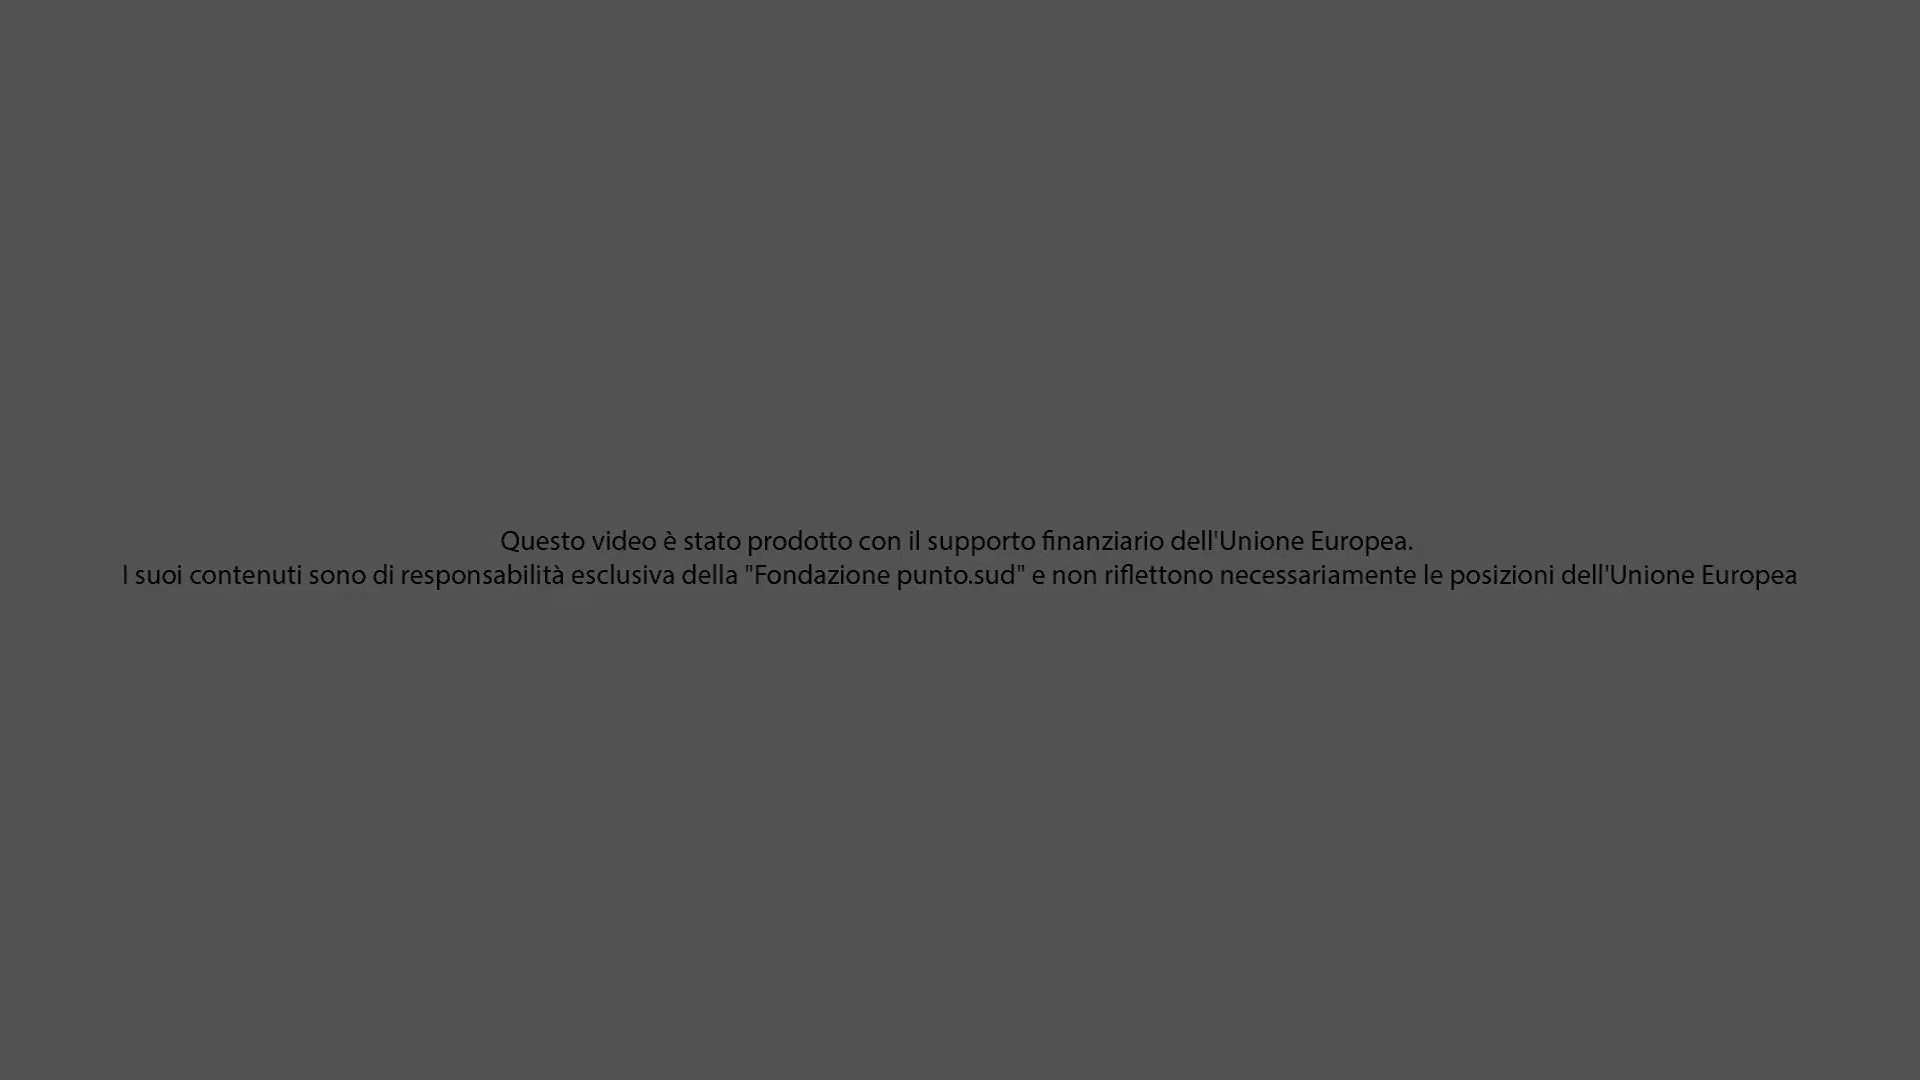 Questo video è stato prodotto con il supporto finanziario dell'Unione Europea.
I suoi contenuti sono di responsabilità esclusiva della "Fondazione punto.sud" e non riflettono necessariamente le posizioni dell'Unione Europea